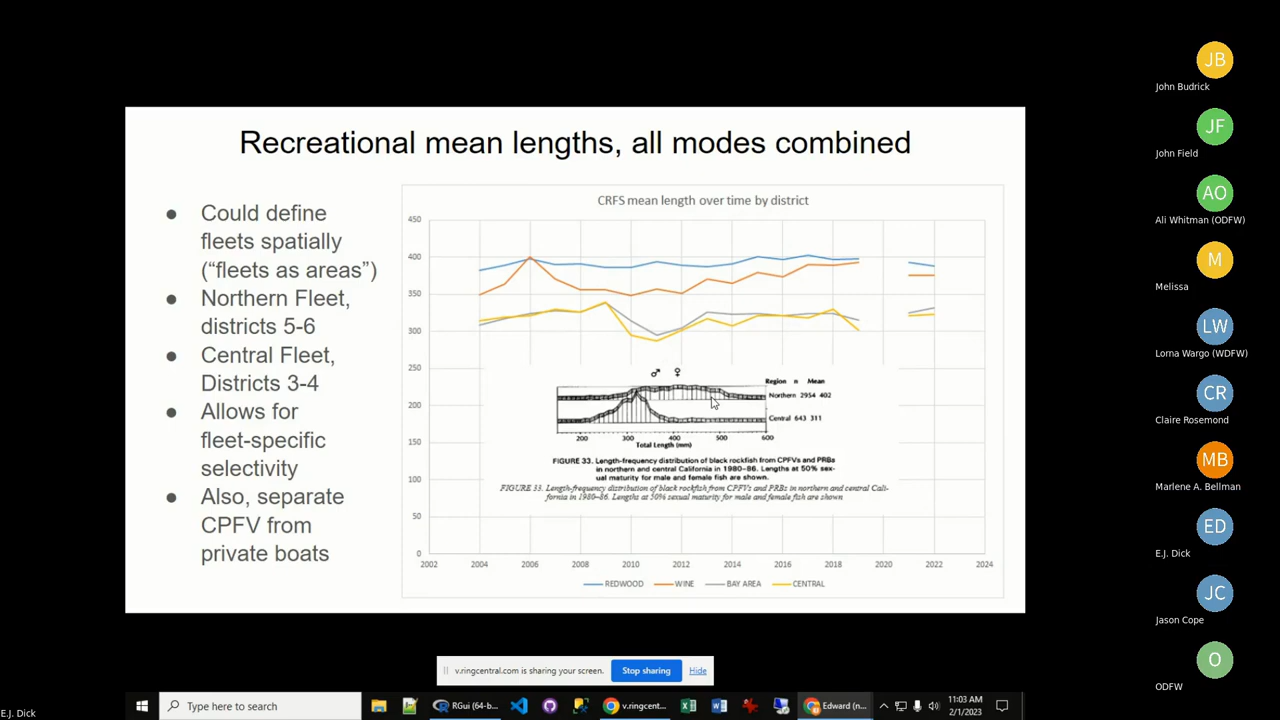 Recreational mean lengths, all modes combined
● Could define
fleets spatially
(“fleets as areas”)
● Northern Fleet,
districts 5-6
● Central Fleet,
Districts 3-4
● Allows for
fleet-specific
selectivity
● Also, separate
CPFV from
private boats
CRFS mean length over time by district
450
400
350
300
250
200
150
100
50
0
2002 2004 2006 2008 2010 2012 2014 2016 2018 2020 2022 2024
REDWOOD WINE BAY AREA CENTRAL
♂ ♀
Region n Mean
Northern 2954 402
Central 643 311
200 300 400 500 600
Total Length (mm)
FIGURE 33. Length-frequency distribution of black rockfish from CPFVs and PRBs
in northern and central California in 1980-86. Lengths at 50% sex-
ual maturity for male and female fish are shown.
FIGURE 33. Length-frequency distribution of black rockfish from CPFVs and PRBs in northern and central Cali-
fornia in 1980–86. Lengths at 50% sexual maturity for male and female fish are shown
JB
John Budrick
JF
John Field
AO
Ali Whitman (ODFW)
M
Melissa
LW
Lorna Wargo (WDFW)
CR
Claire Rosemond
MB
Marlene A. Bellman
ED
E.J. Dick
JC
Jason Cope
O
ODFW
v.ringcentral.com is sharing your screen. Stop sharing Hide
E.J. Dick
Type here to search
RGui (64-b...
v.ringcent...
Edward (n...
11:03 AM
2/1/2023